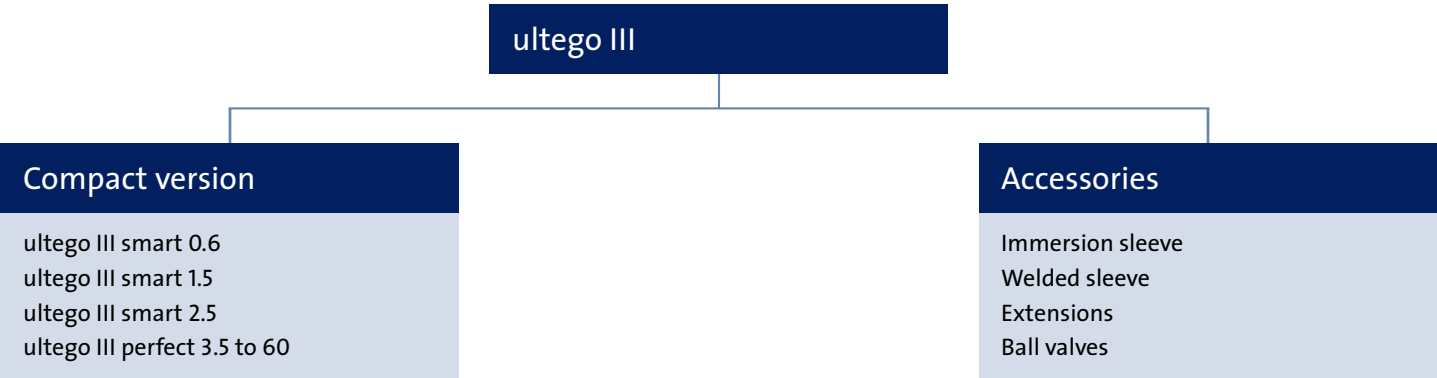 ultego III
Compact version
ultego III smart 0.6
ultego III smart 1.5
ultego III smart 2.5
ultego III perfect 3.5 to 60
Accessories
Immersion sleeve
Welded sleeve
Extensions
Ball valves